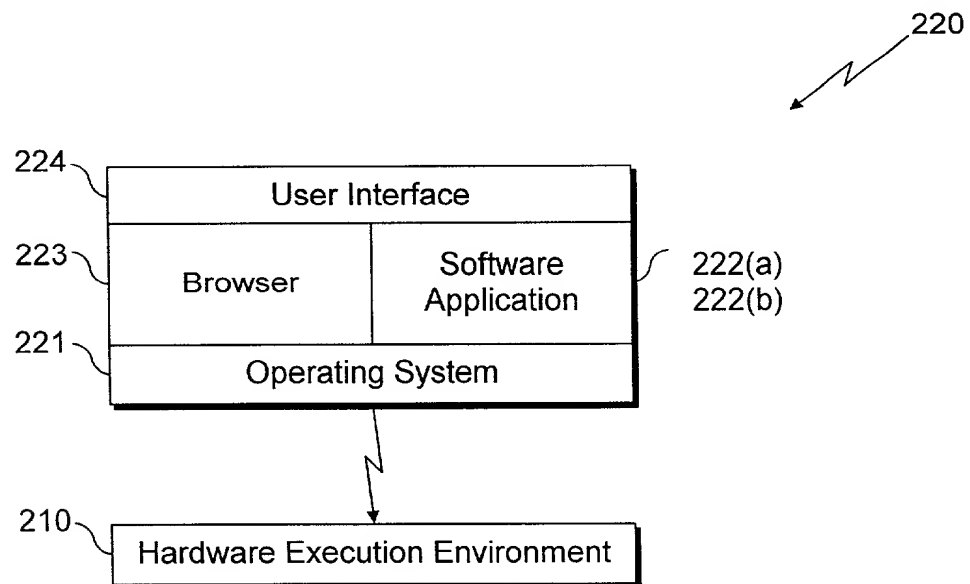 220
224
User Interface
223
Browser
Software
Application
222(a)
222(b)
221
Operating System
210
Hardware Execution Environment